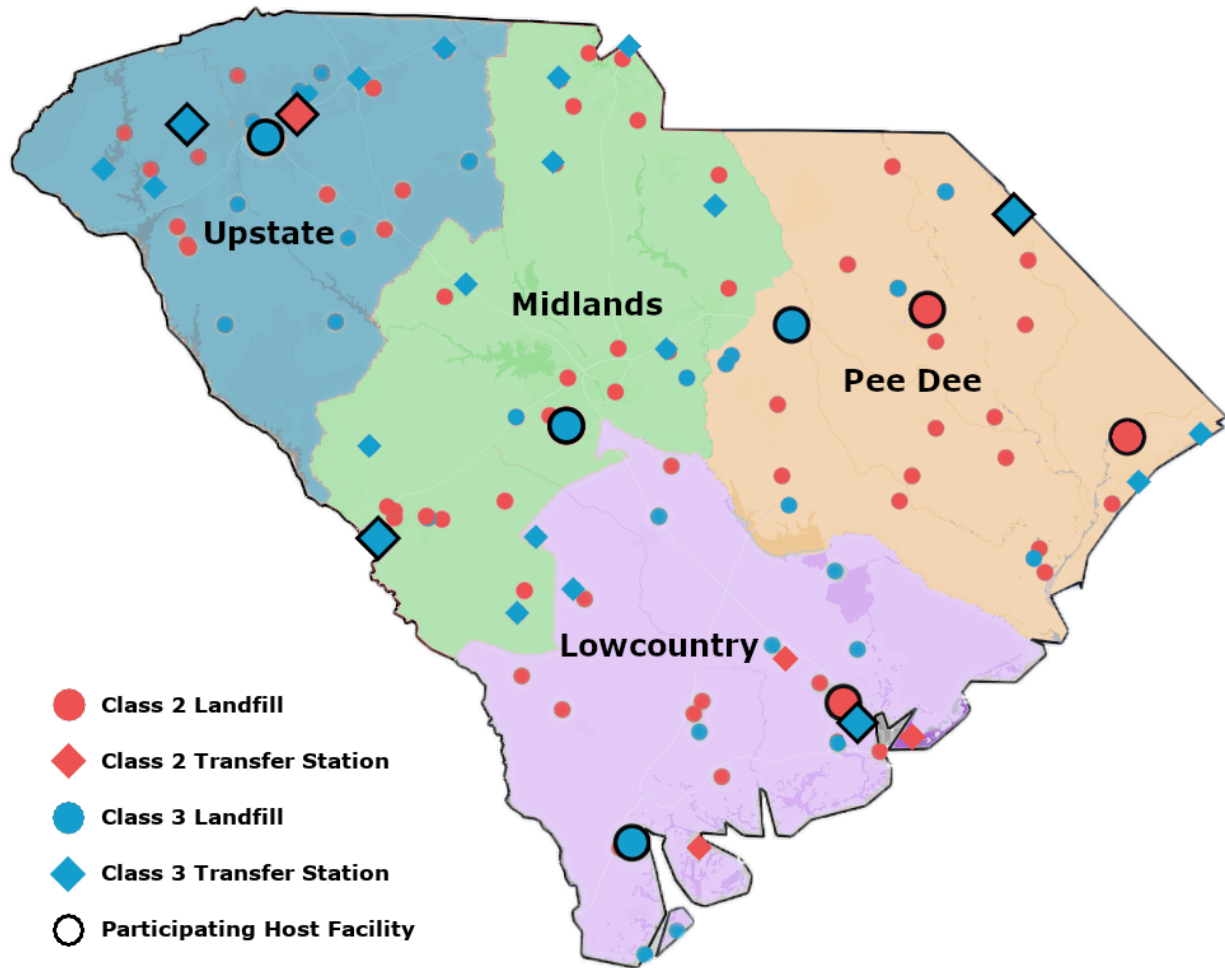 Upstate
Midlands
Pee Dee
Lowcountry
Class 2 Landfill
Class 2 Transfer Station
Class 3 Landfill
Class 3 Transfer Station
Participating Host Facility